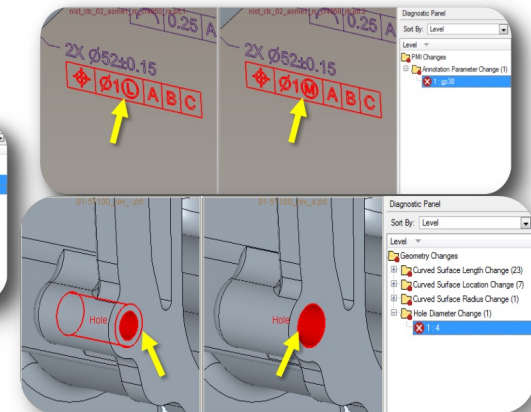 Diagnostic Panel
Sort By: Level
Level
PMI Changes
Annotation Parameter Change (1)
1 : gp38
0.25 A
2X Ø52±0.15
Ø1 Ⓛ A B C
0.25 A
2X Ø52±0.15
Ø1 Ⓜ A B C
Hole
Hole
Diagnostic Panel
Sort By: Level
Level
Geometry Changes
Curved Surface Length Change (23)
Curved Surface Location Change (7)
Curved Surface Radius Change (1)
Hole Diameter Change (1)
1 : 4